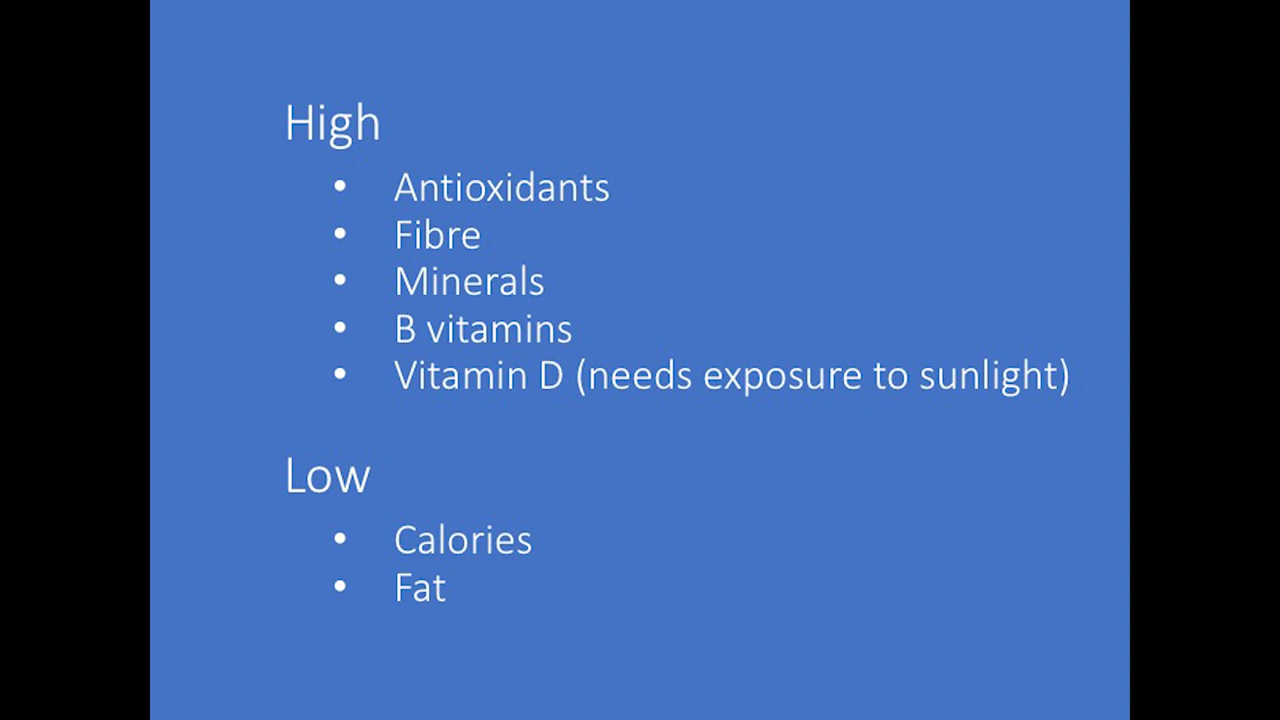 High
• Antioxidants
• Fibre
• Minerals
• B vitamins
• Vitamin D (needs exposure to sunlight)
Low
• Calories
• Fat